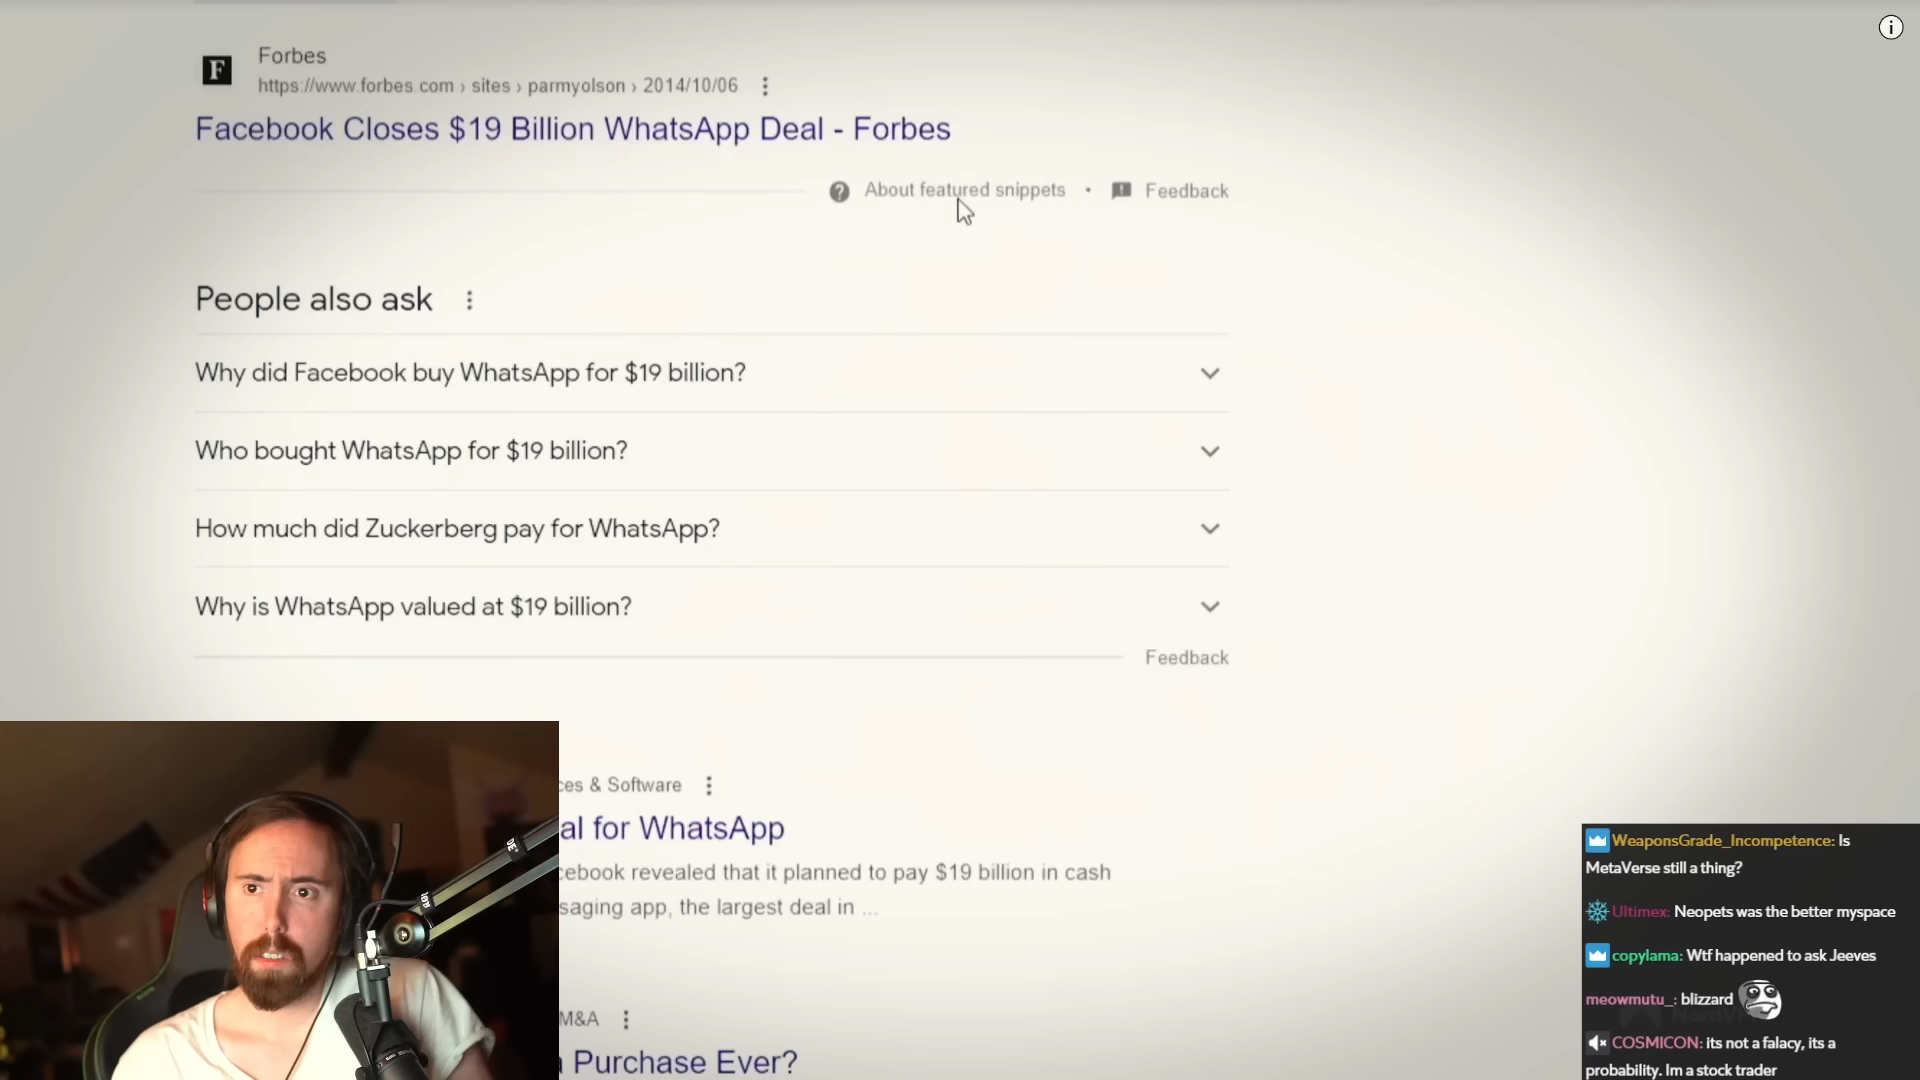 Forbes
https://www.forbes.com › sites › parmyolson › 2014/10/06
Facebook Closes $19 Billion WhatsApp Deal - Forbes
About featured snippets • Feedback
People also ask
Why did Facebook buy WhatsApp for $19 billion?
Who bought WhatsApp for $19 billion?
How much did Zuckerberg pay for WhatsApp?
Why is WhatsApp valued at $19 billion?
Feedback
ces & Software
al for WhatsApp
cebook revealed that it planned to pay $19 billion in cash
saging app, the largest deal in ...
M&A
a Purchase Ever?
WeaponsGrade_Incompetence: Is
MetaVerse still a thing?
Ultimex: Neopets was the better myspace
copylama: Wtf happened to ask Jeeves
meowmutu_: blizzard
COSMICON: its not a falacy, its a
probability. Im a stock trader